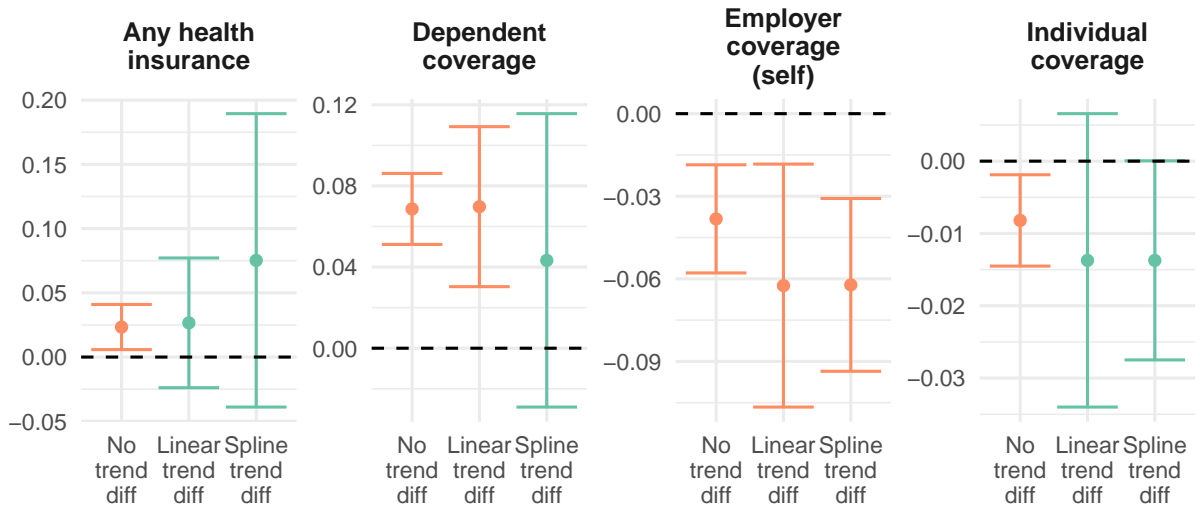 Any health
insurance
0.20
0.15
0.10
0.05
0.00
−0.05
No
trend
diff
Linear
trend
diff
Spline
trend
diff
Dependent
coverage
0.12
0.08
0.04
0.00
No
trend
diff
Linear
trend
diff
Spline
trend
diff
Employer
coverage
(self)
0.00
−0.03
−0.06
−0.09
No
trend
diff
Linear
trend
diff
Spline
trend
diff
Individual
coverage
0.00
−0.01
−0.02
−0.03
No
trend
diff
Linear
trend
diff
Spline
trend
diff